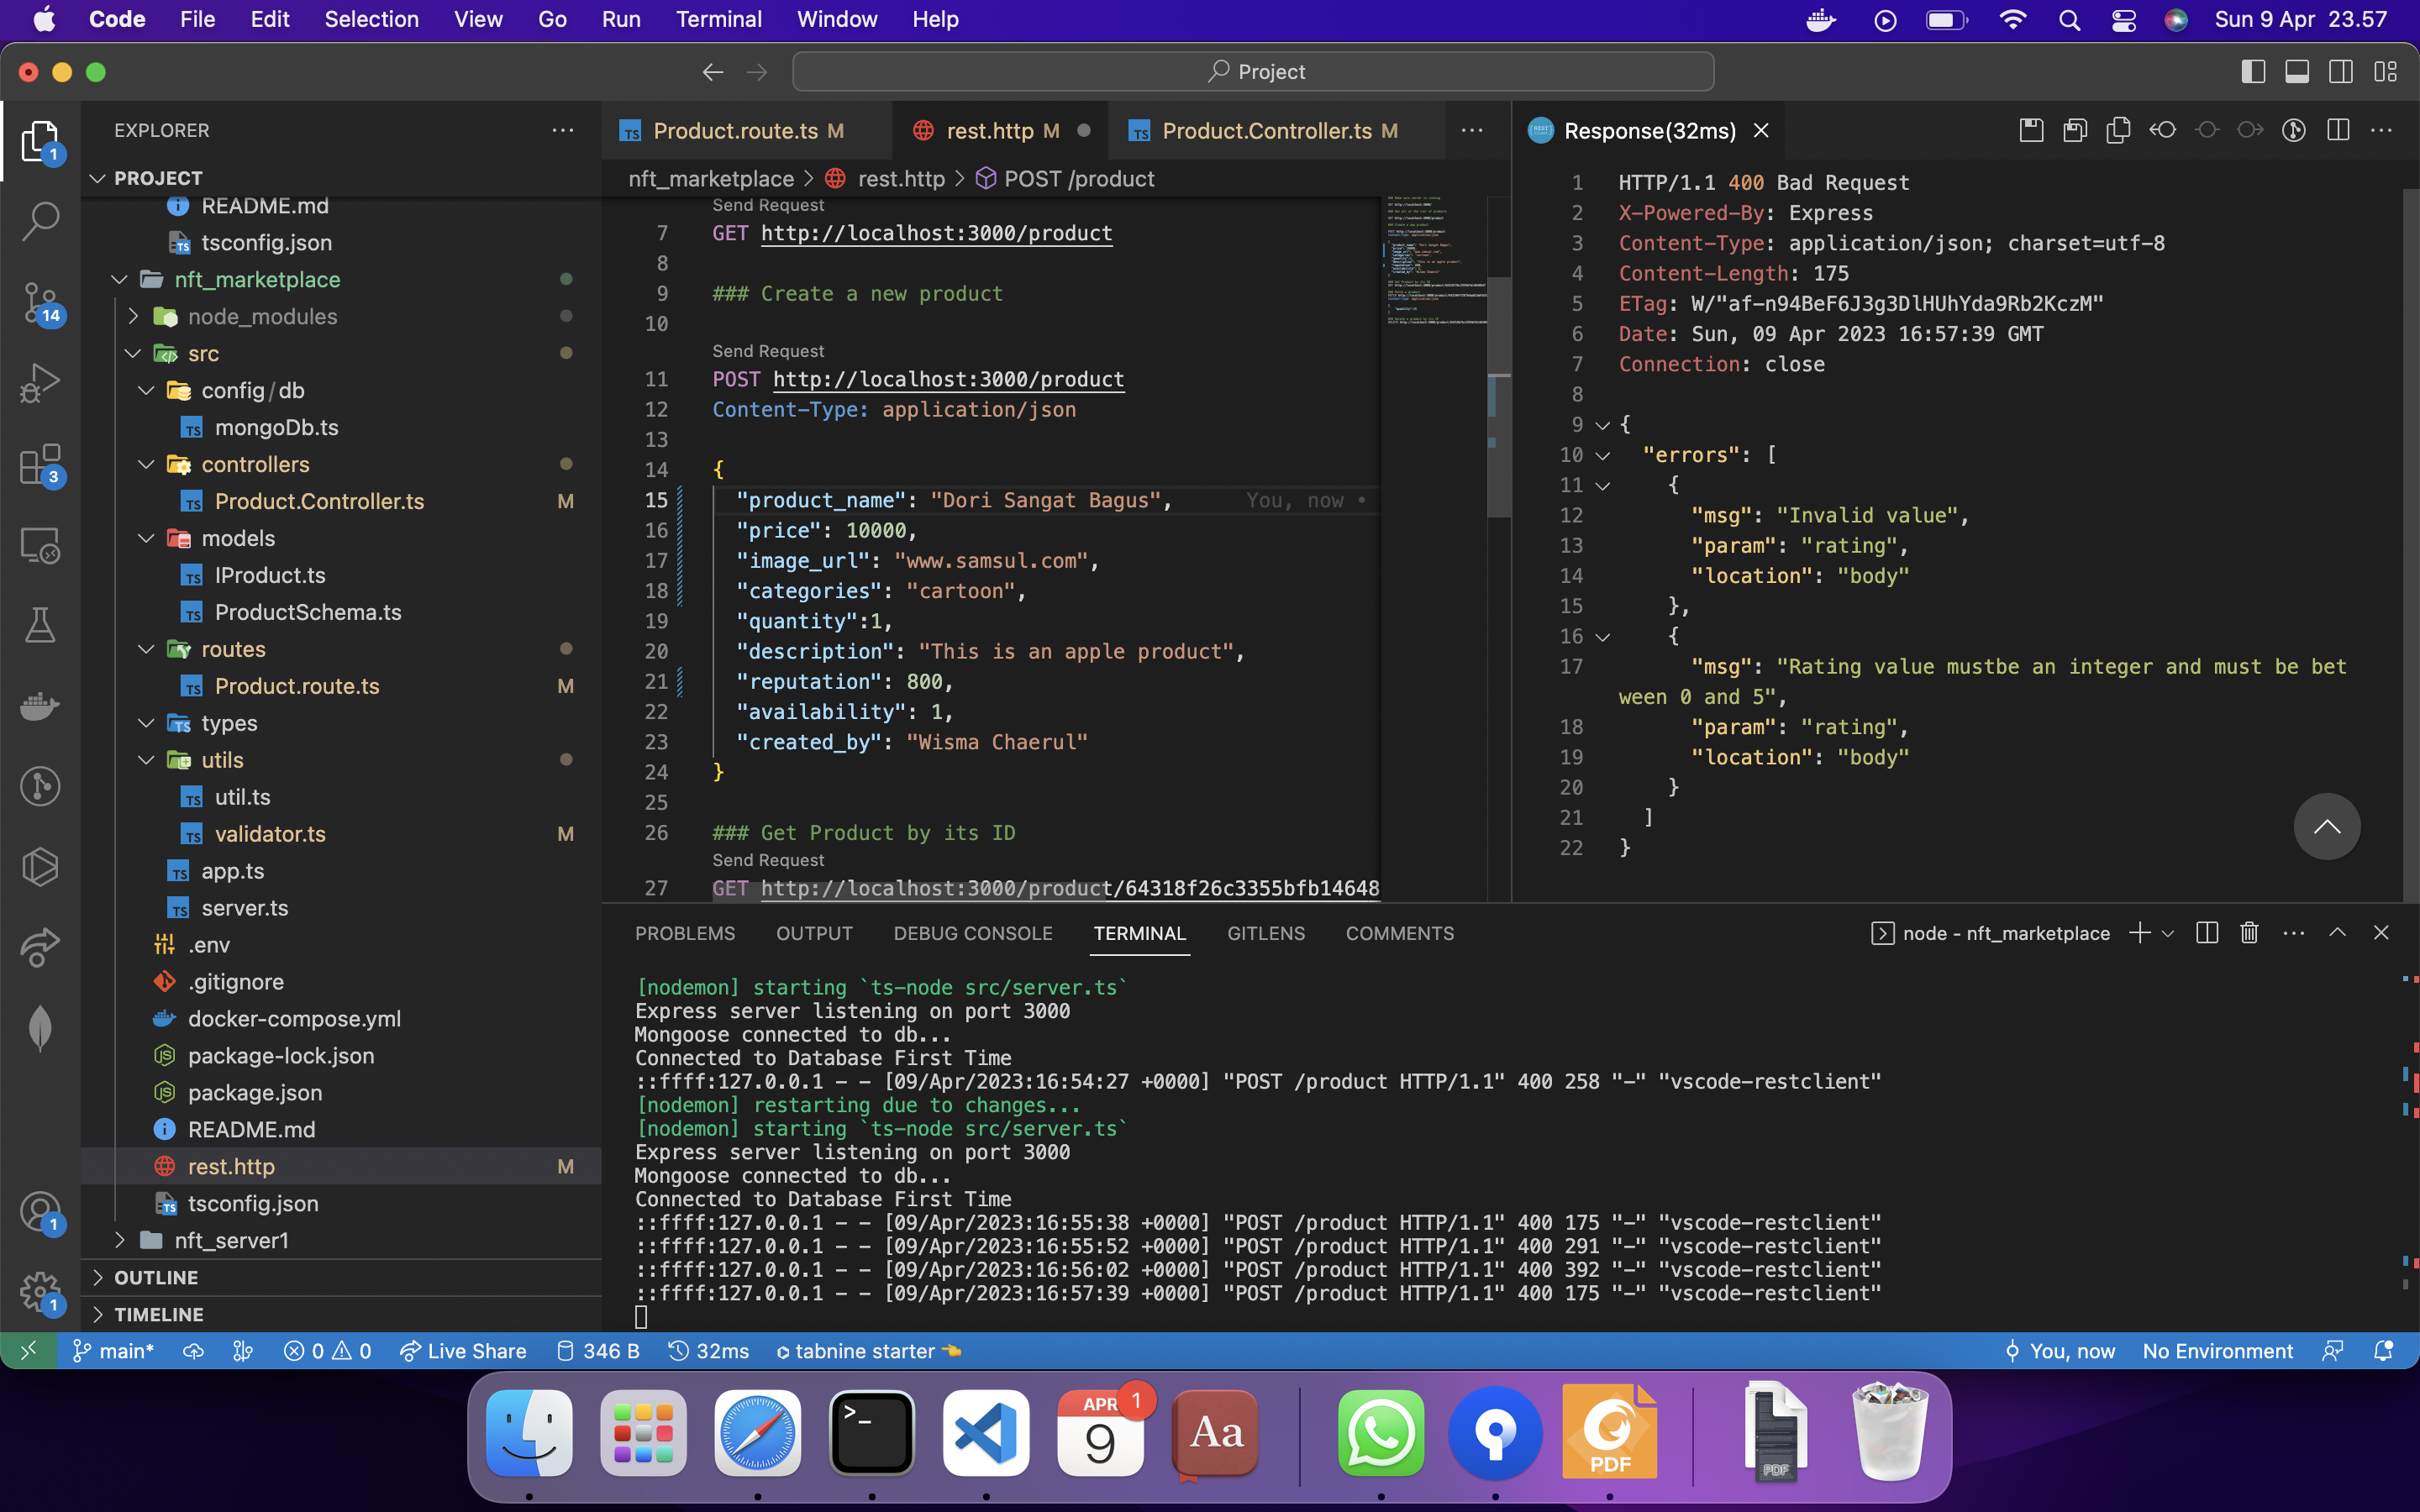 Code File Edit Selection View Go Run Terminal Window Help Sun 9 Apr 23.57
Project
EXPLORER
PROJECT
README.md
tsconfig.json
nft_marketplace
node_modules
src
config/db
mongoDb.ts
controllers
Product.Controller.ts M
models
IProduct.ts
ProductSchema.ts
routes
Product.route.ts M
types
utils
util.ts
validator.ts M
app.ts
server.ts
.env
.gitignore
docker-compose.yml
package-lock.json
package.json
README.md
rest.http M
tsconfig.json
nft_server1
OUTLINE
TIMELINE
1
14
3
1
1
Product.route.ts M rest.http M Product.Controller.ts M
nft_marketplace > rest.http > POST /product
Send Request
7 GET http://localhost:3000/product
8
9 ### Create a new product
10
Send Request
11 POST http://localhost:3000/product
12 Content-Type: application/json
13
14 {
15 "product_name": "Dori Sangat Bagus", You, now •
16 "price": 10000,
17 "image_url": "www.samsul.com",
18 "categories": "cartoon",
19 "quantity":1,
20 "description": "This is an apple product",
21 "reputation": 800,
22 "availability": 1,
23 "created_by": "Wisma Chaerul"
24 }
25
26 ### Get Product by its ID
Send Request
27 GET http://localhost:3000/product/64318f26c3355bfb14648
Response(32ms)
1 HTTP/1.1 400 Bad Request
2 X-Powered-By: Express
3 Content-Type: application/json; charset=utf-8
4 Content-Length: 175
5 ETag: W/"af-n94BeF6J3g3DlHUhYda9Rb2KczM"
6 Date: Sun, 09 Apr 2023 16:57:39 GMT
7 Connection: close
8
9 {
10 "errors": [
11 {
12 "msg": "Invalid value",
13 "param": "rating",
14 "location": "body"
15 },
16 {
17 "msg": "Rating value mustbe an integer and must be bet
ween 0 and 5",
18 "param": "rating",
19 "location": "body"
20 }
21 ]
22 }
PROBLEMS OUTPUT DEBUG CONSOLE TERMINAL GITLENS COMMENTS node - nft_marketplace
[nodemon] starting `ts-node src/server.ts`
Express server listening on port 3000
Mongoose connected to db...
Connected to Database First Time
::ffff:127.0.0.1 - - [09/Apr/2023:16:54:27 +0000] "POST /product HTTP/1.1" 400 258 "-" "vscode-restclient"
[nodemon] restarting due to changes...
[nodemon] starting `ts-node src/server.ts`
Express server listening on port 3000
Mongoose connected to db...
Connected to Database First Time
::ffff:127.0.0.1 - - [09/Apr/2023:16:55:38 +0000] "POST /product HTTP/1.1" 400 175 "-" "vscode-restclient"
::ffff:127.0.0.1 - - [09/Apr/2023:16:55:52 +0000] "POST /product HTTP/1.1" 400 291 "-" "vscode-restclient"
::ffff:127.0.0.1 - - [09/Apr/2023:16:56:02 +0000] "POST /product HTTP/1.1" 400 392 "-" "vscode-restclient"
::ffff:127.0.0.1 - - [09/Apr/2023:16:57:39 +0000] "POST /product HTTP/1.1" 400 175 "-" "vscode-restclient"
main* 0 0 Live Share 346 B 32ms tabnine starter You, now No Environment
APR 1
9
Aa
PDF
PDF